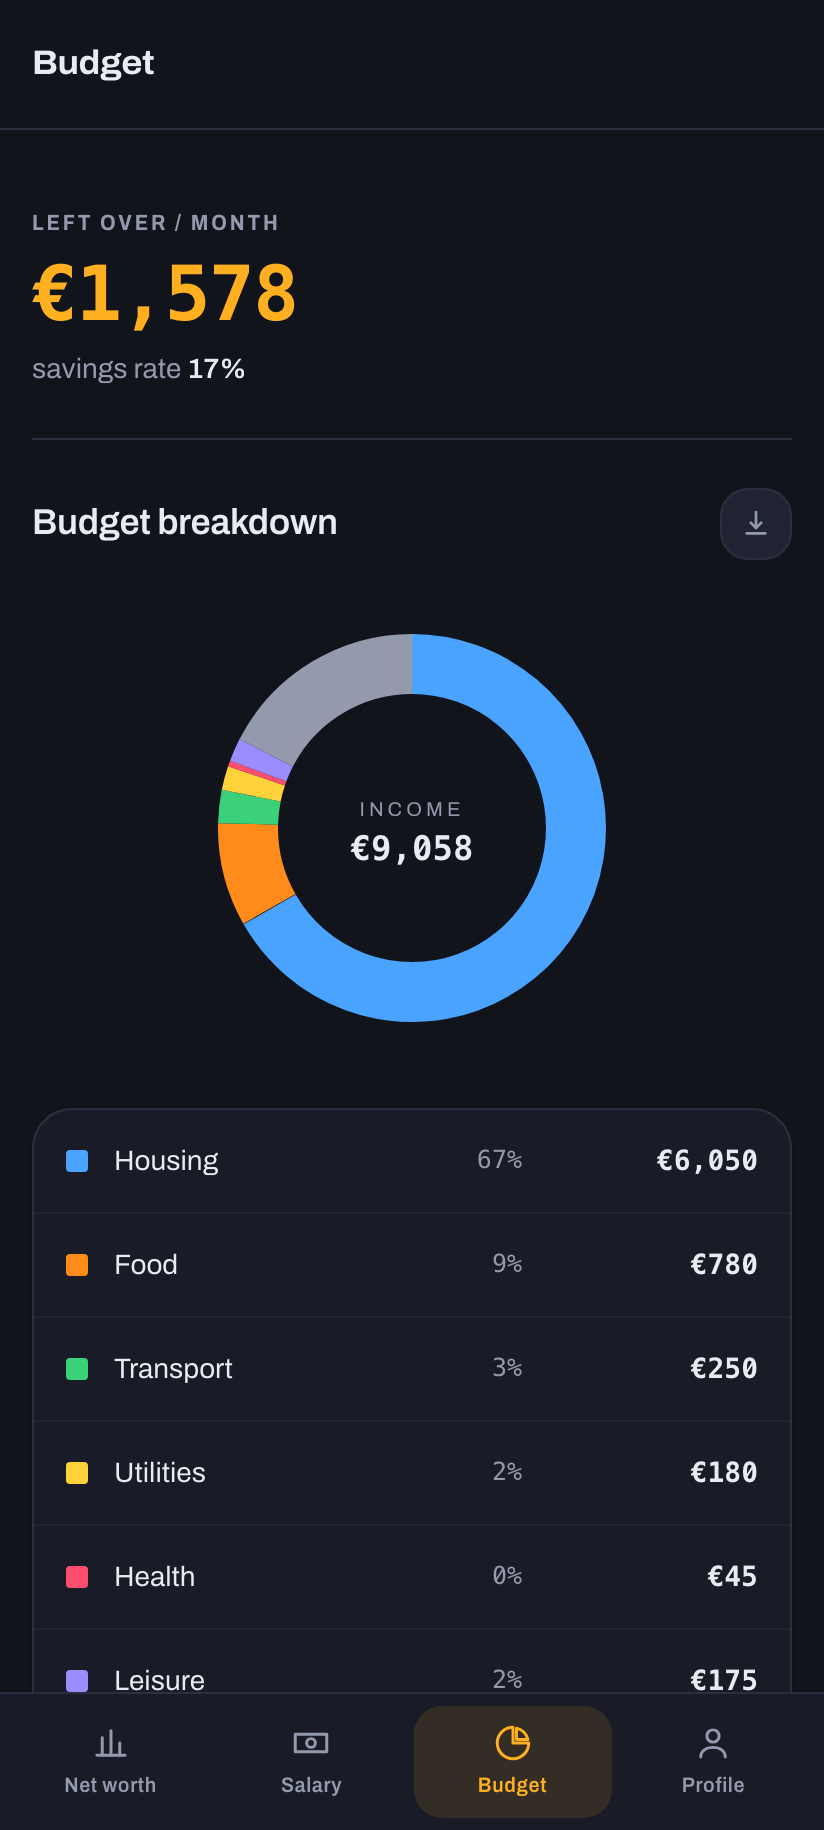 Budget
LEFT OVER / MONTH
€1,578
savings rate 17%
Budget breakdown
INCOME
€9,058
Housing 67% €6,050
Food 9% €780
Transport 3% €250
Utilities 2% €180
Health 0% €45
Leisure 2% €175
Net worth Salary Budget Profile